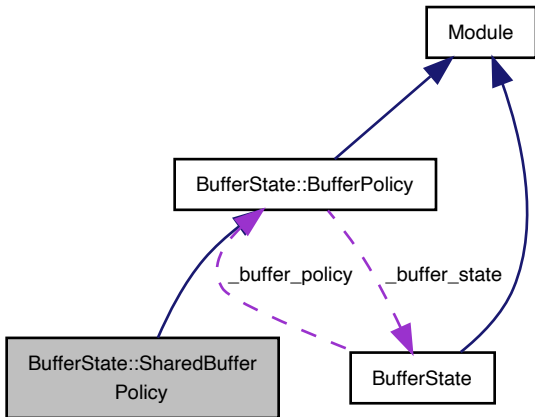 Module
BufferState::BufferPolicy
_buffer_policy
_buffer_state
BufferState::SharedBuffer
Policy
BufferState